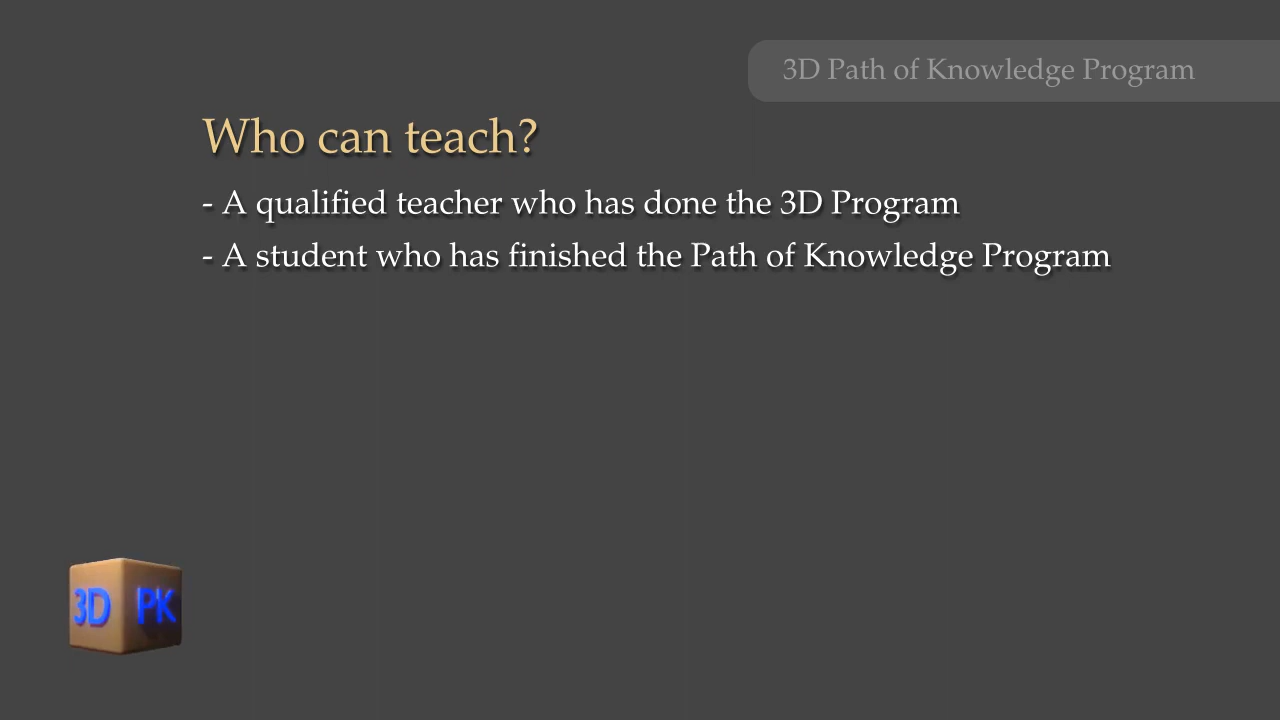 3D Path of Knowledge Program
Who can teach?
- A qualified teacher who has done the 3D Program
- A student who has finished the Path of Knowledge Program
3D PK